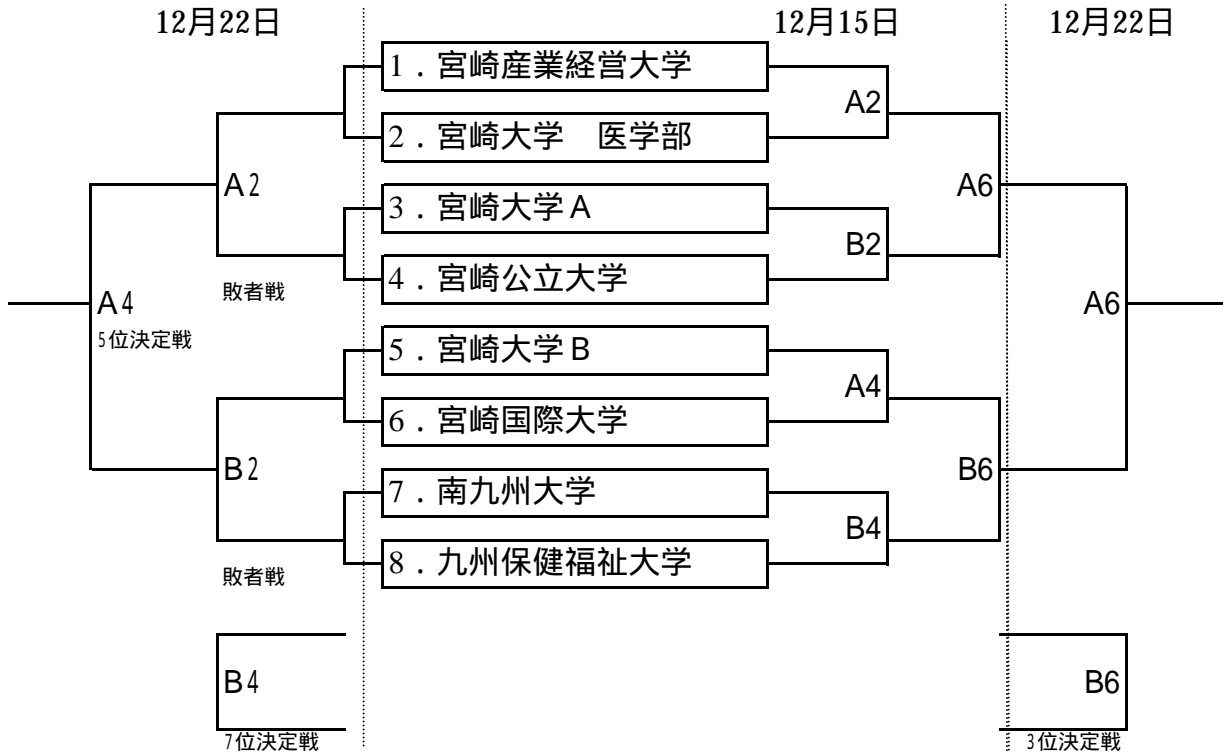 12月22日
12月15日
12月22日
1．宮崎産業経営大学
A2
2．宮崎大学　医学部
A2
A6
3．宮崎大学A
B2
4．宮崎公立大学
敗者戦
A4
A6
5位決定戦
5．宮崎大学B
A4
6．宮崎国際大学
B2
B6
7．南九州大学
B4
8．九州保健福祉大学
敗者戦
B4
B6
7位決定戦
3位決定戦